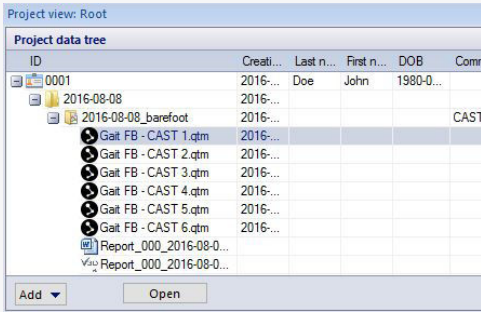 Project view: Root
Project data tree
ID Creati... Last n... First n... DOB Comr
0001 2016-... Doe John 1980-0...
2016-08-08 2016-...
2016-08-08_barefoot 2016-... CAST
Gait FB - CAST 1.qtm 2016-...
Gait FB - CAST 2.qtm 2016-...
Gait FB - CAST 3.qtm 2016-...
Gait FB - CAST 4.qtm 2016-...
Gait FB - CAST 5.qtm 2016-...
Gait FB - CAST 6.qtm 2016-...
Report_000_2016-08-0...
Report_000_2016-08-0...
Add Open